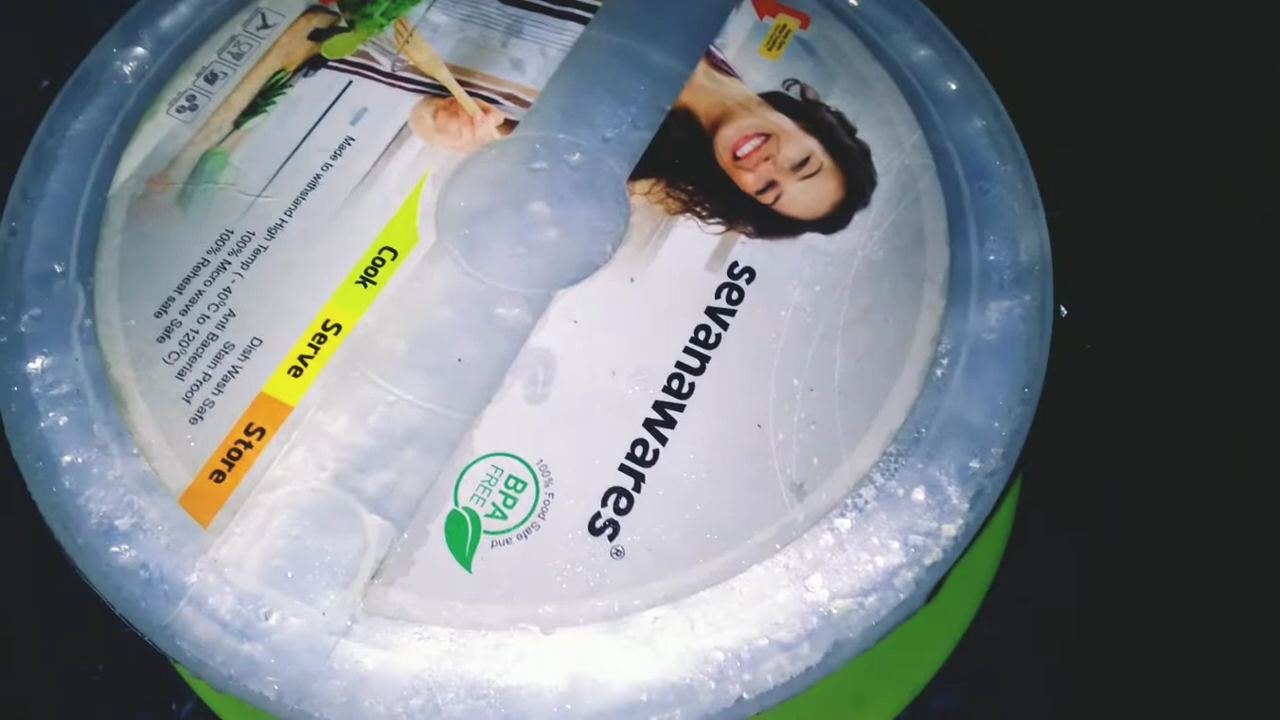 sevanawares®
100% Food Safe and
BPA
FREE
Store Serve Cook
Dish Wash Safe
Stain Proof
Anti Bacterial
Made to withstand High Temp ( - 40°C to 120°C)
100% Micro wave Safe
100% Reheat safe